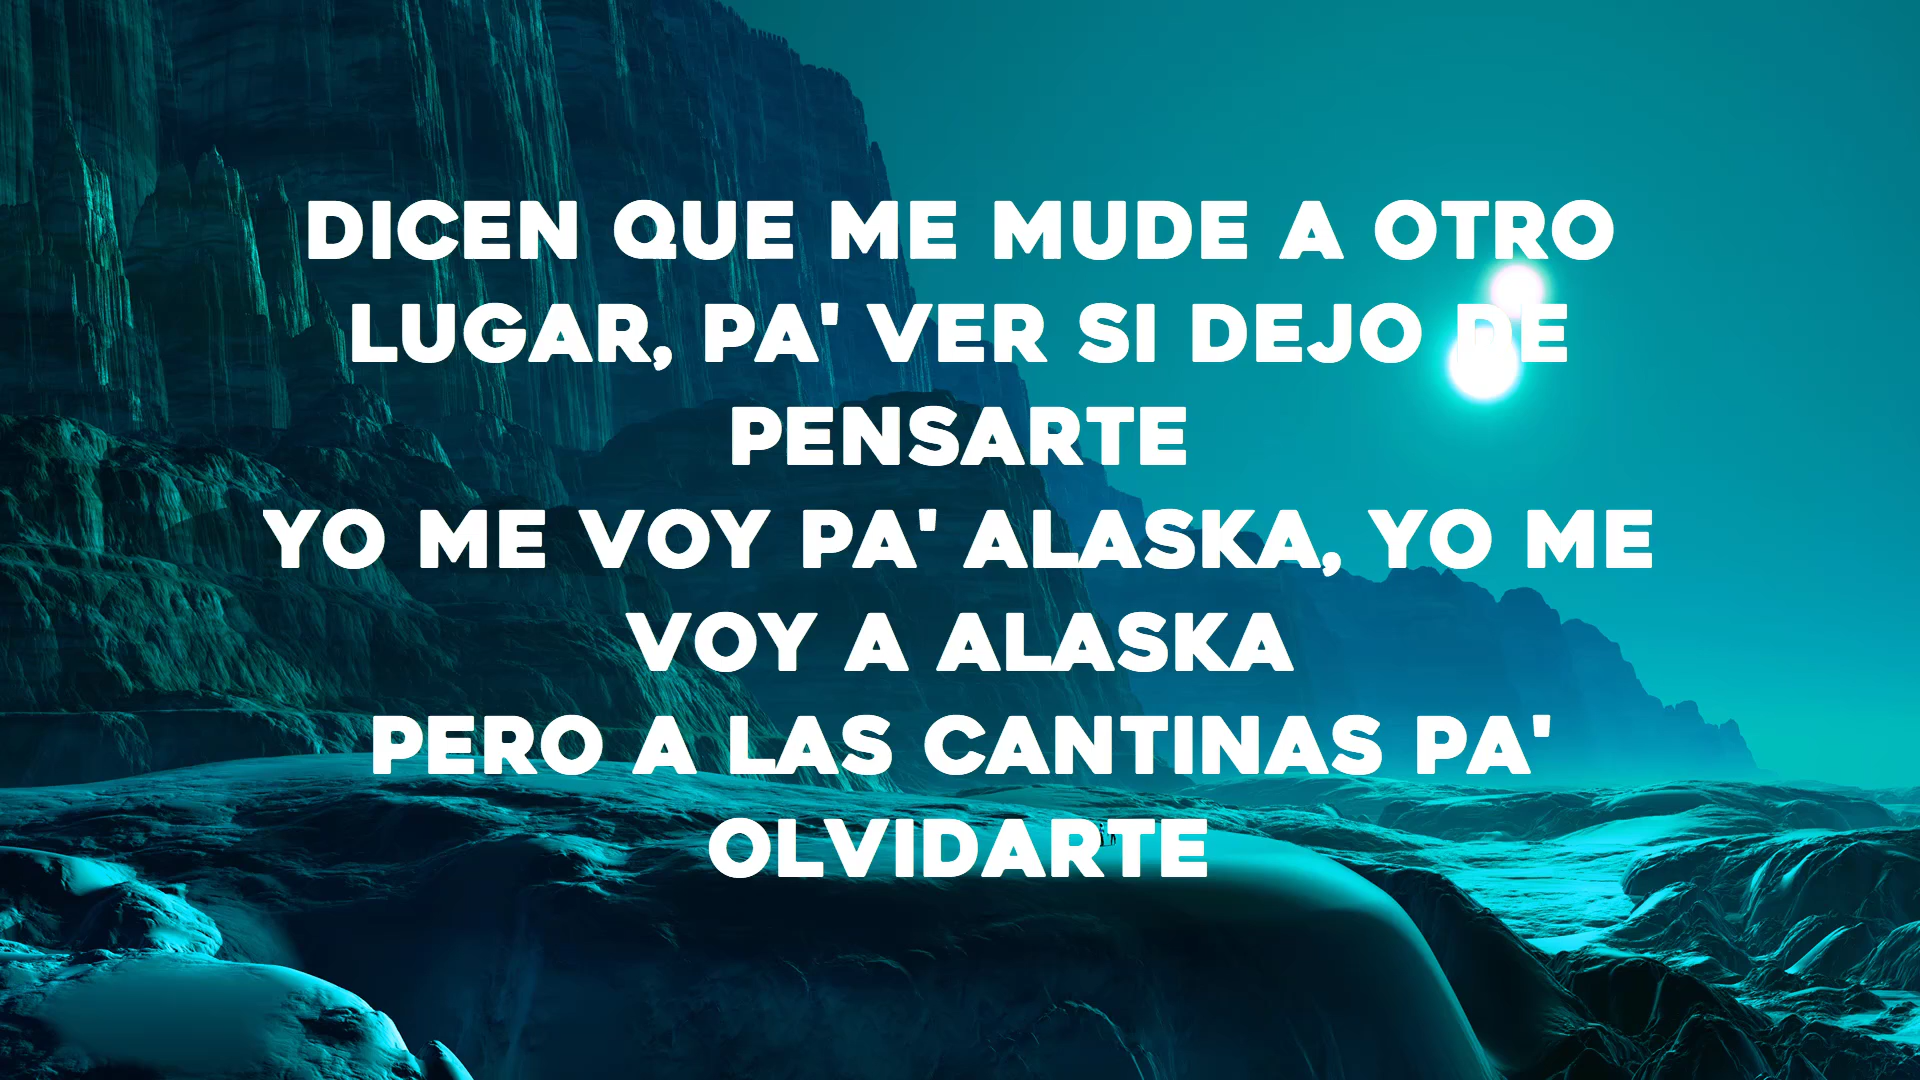 DICEN QUE ME MUDE A OTRO
LUGAR, PA' VER SI DEJO DE
PENSARTE
YO ME VOY PA' ALASKA, YO ME
VOY A ALASKA
PERO A LAS CANTINAS PA'
OLVIDARTE